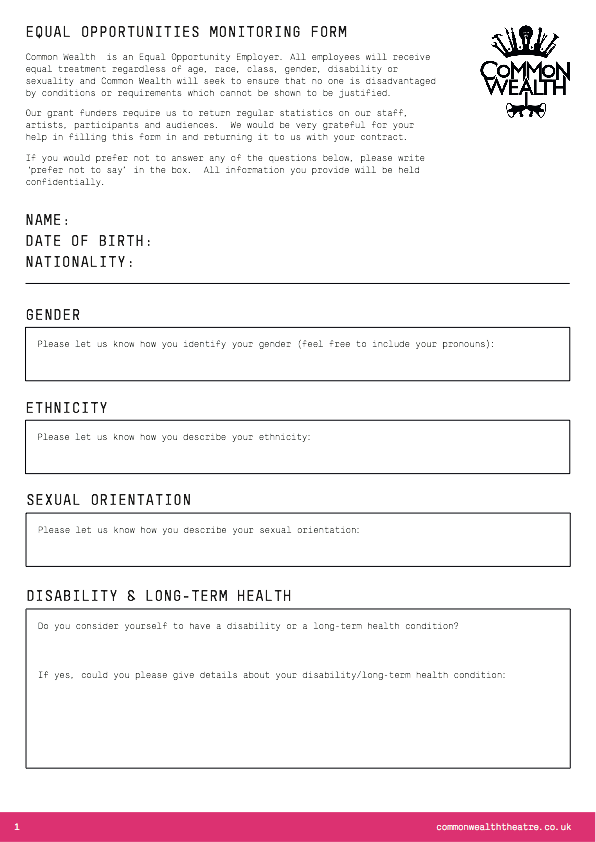 EQUAL OPPORTUNITIES MONITORING FORM
Common Wealth  is an Equal Opportunity Employer. All employees will receive
equal treatment regardless of age, race, class, gender, disability or
sexuality and Common Wealth will seek to ensure that no one is disadvantaged
by conditions or requirements which cannot be shown to be justified.
Our grant funders require us to return regular statistics on our staff,
artists, participants and audiences.  We would be very grateful for your
help in filling this form in and returning it to us with your contract.
If you would prefer not to answer any of the questions below, please write
'prefer not to say' in the box.  All information you provide will be held
confidentially.
COMMON
WEALTH
NAME:
DATE OF BIRTH:
NATIONALITY:
GENDER
Please let us know how you identify your gender (feel free to include your pronouns):
ETHNICITY
Please let us know how you describe your ethnicity:
SEXUAL ORIENTATION
Please let us know how you describe your sexual orientation:
DISABILITY & LONG-TERM HEALTH
Do you consider yourself to have a disability or a long-term health condition?
If yes, could you please give details about your disability/long-term health condition:
1
commonwealththeatre.co.uk